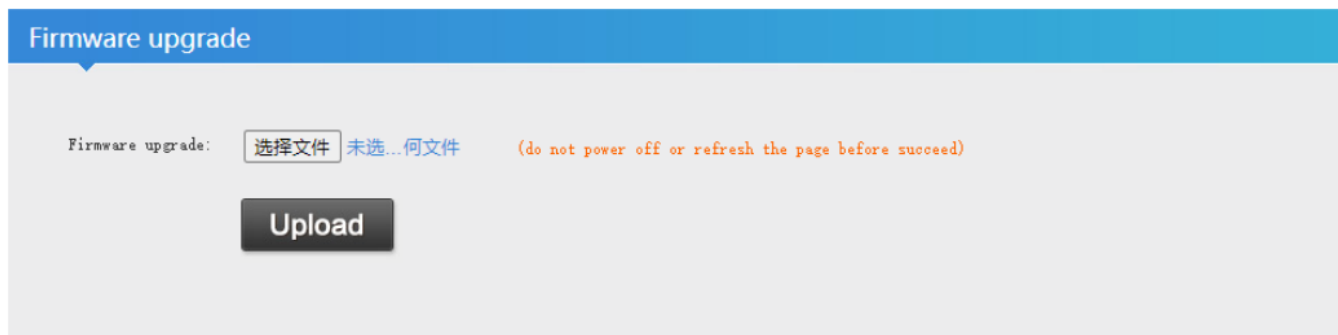 Firmware upgrade
Firmware upgrade: 选择文件 未选...何文件 (do not power off or refresh the page before succeed)
Upload